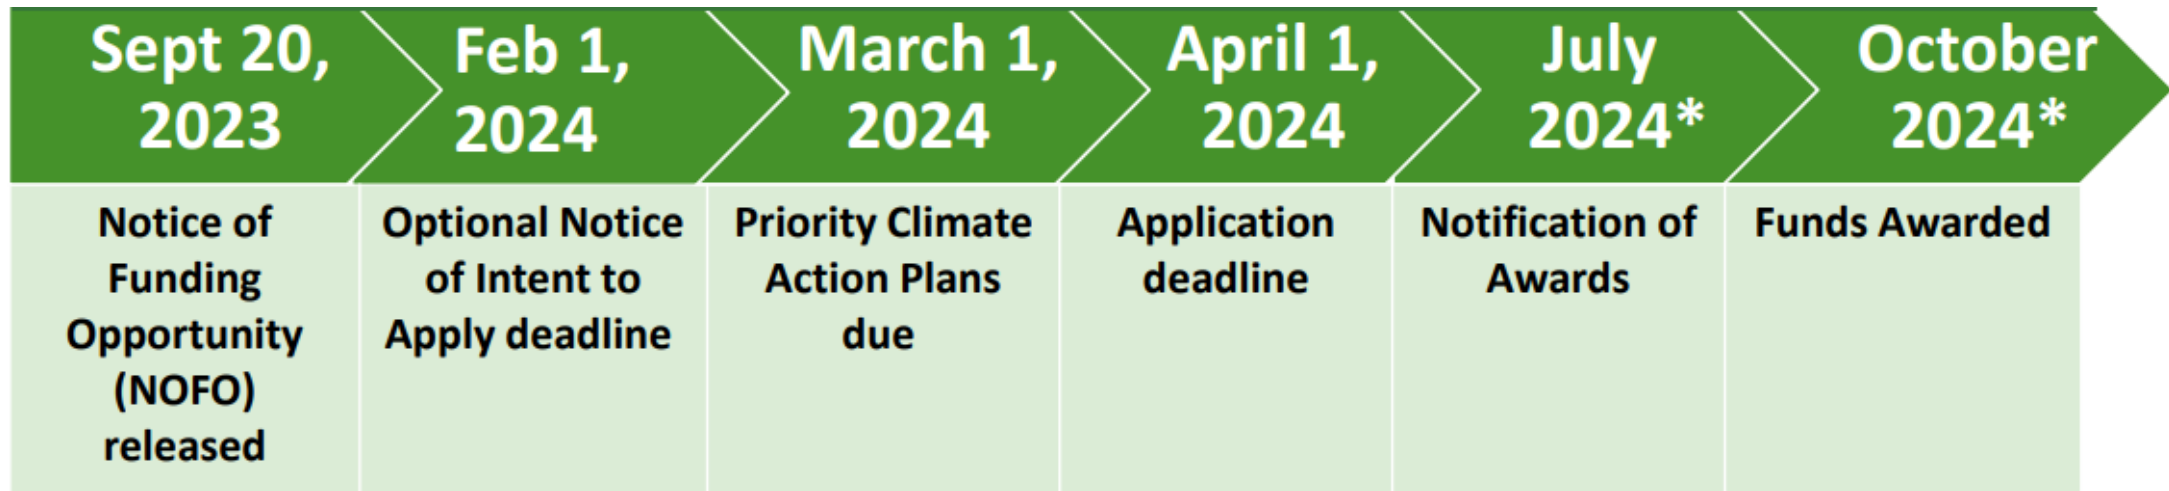 Sept 20,
2023
Feb 1,
2024
March 1,
2024
April 1,
2024
July
2024*
October
2024*
Notice of
Funding
Opportunity
(NOFO)
released
Optional Notice
of Intent to
Apply deadline
Priority Climate
Action Plans
due
Application
deadline
Notification of
Awards
Funds Awarded